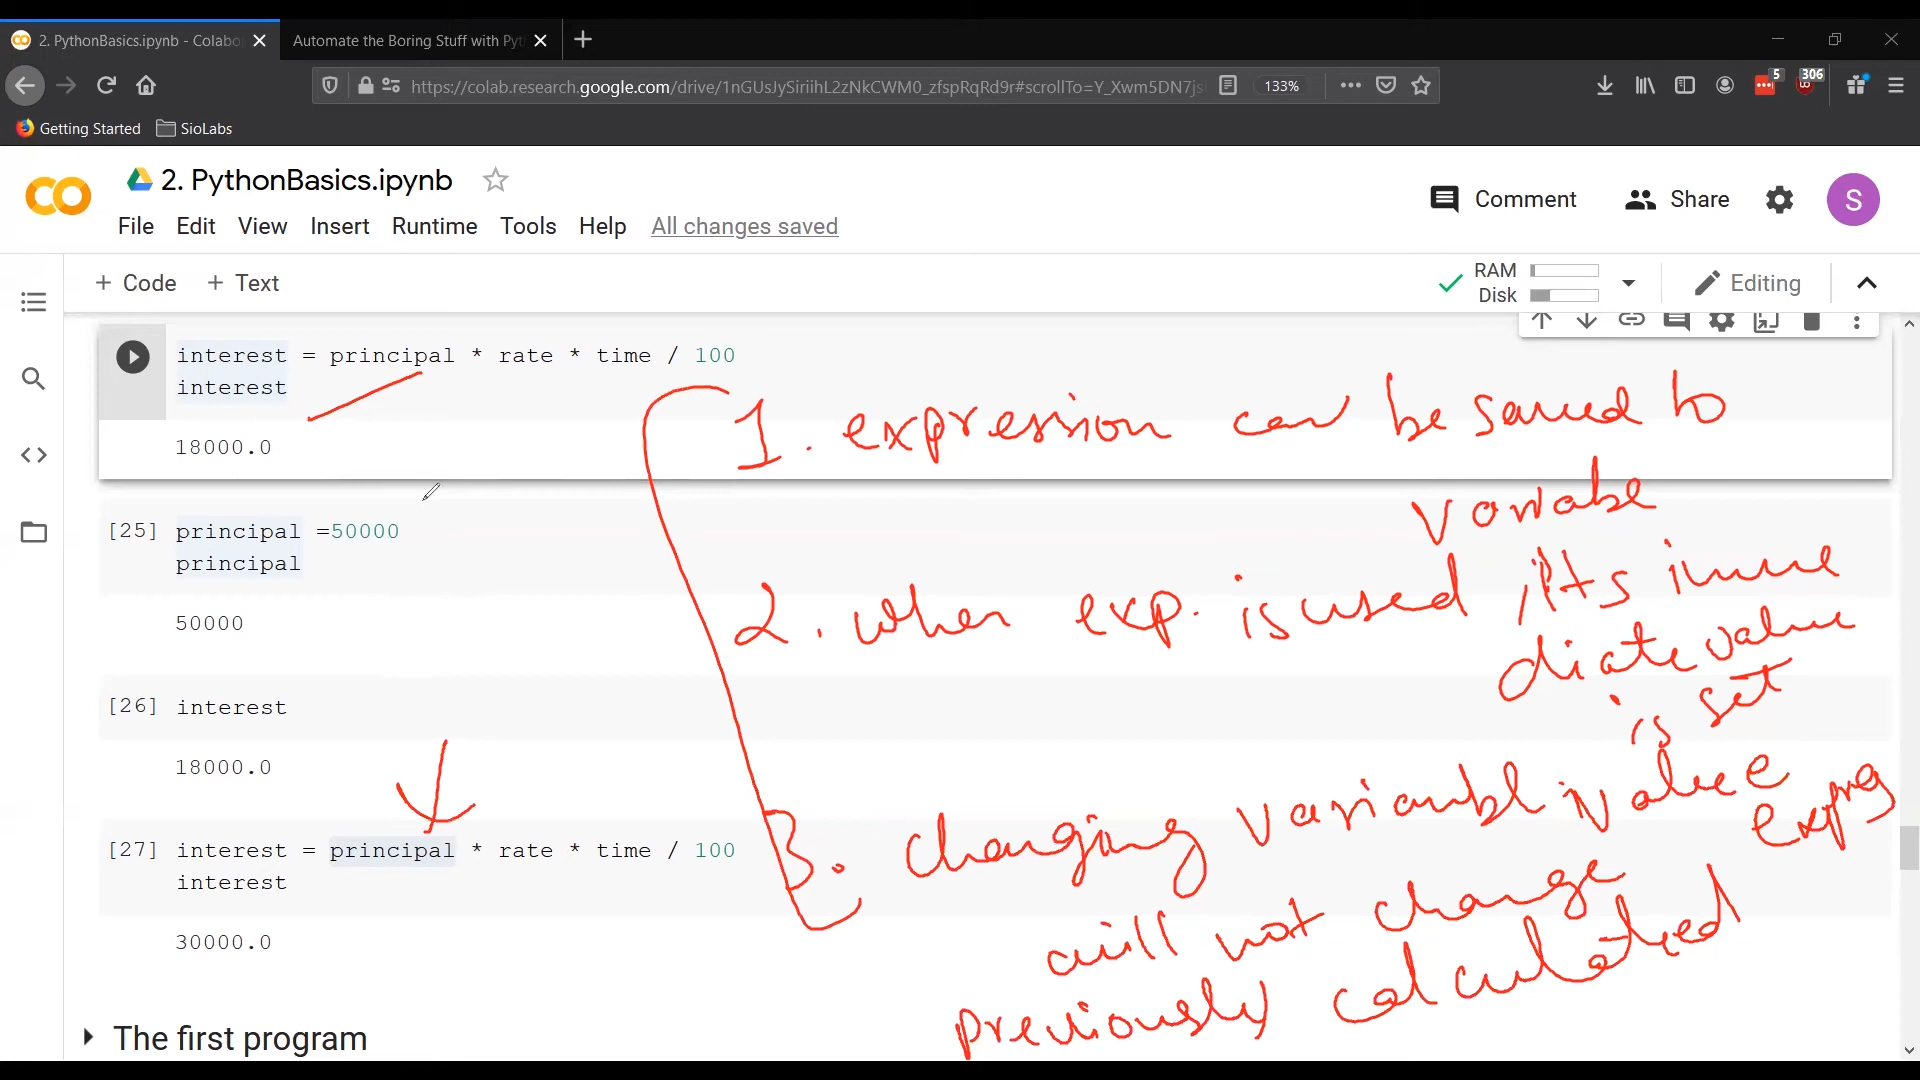 2. PythonBasics.ipynb - Colabo
Automate the Boring Stuff with Pyt
https://colab.research.google.com/drive/1nGUsJySiriihL2zNkCWM0_zfspRqRd9r#scrollTo=Y_Xwm5DN7js
133%
5
306
Getting Started
SioLabs
2. PythonBasics.ipynb
Comment
Share
S
File Edit View Insert Runtime Tools Help All changes saved
+ Code + Text
RAM
Disk
Editing
interest = principal * rate * time / 100
interest
18000.0
1. expression can be saved to
variable
[25] principal =50000
principal
50000
2. when exp. is used, its imme
diate value
is set
[26] interest
18000.0
3. changing variable value
expres
will not change
previously calculated
[27] interest = principal * rate * time / 100
interest
30000.0
The first program